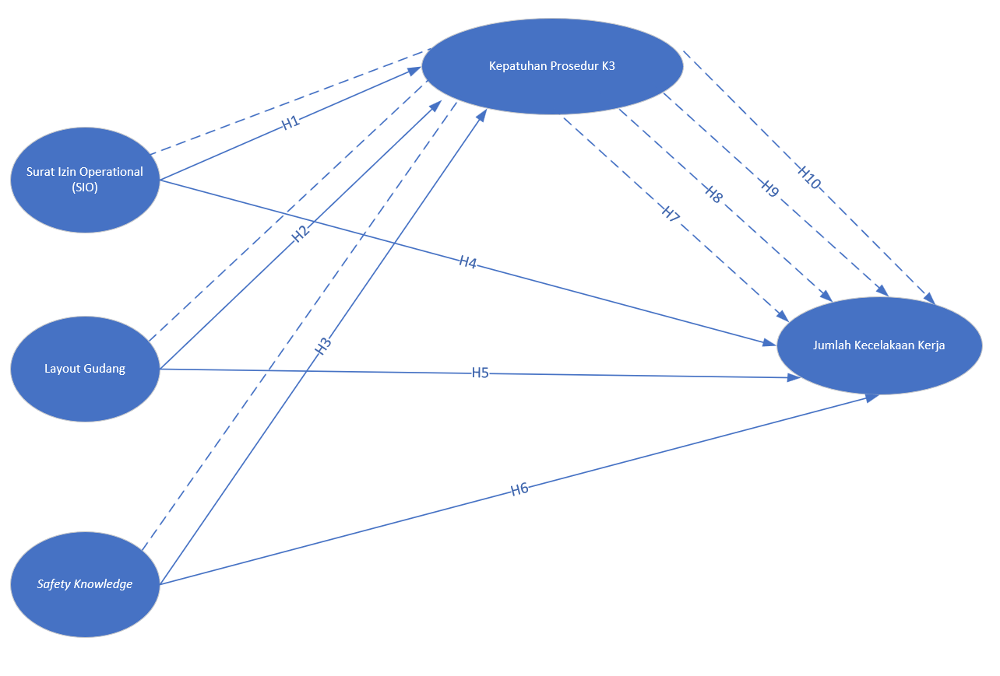 Kepatuhan Prosedur K3
H1
Surat Izin Operational
(SIO)
H10
H9
H8
H7
H2
H4
H3
Jumlah Kecelakaan Kerja
Layout Gudang
H5
H6
Safety Knowledge